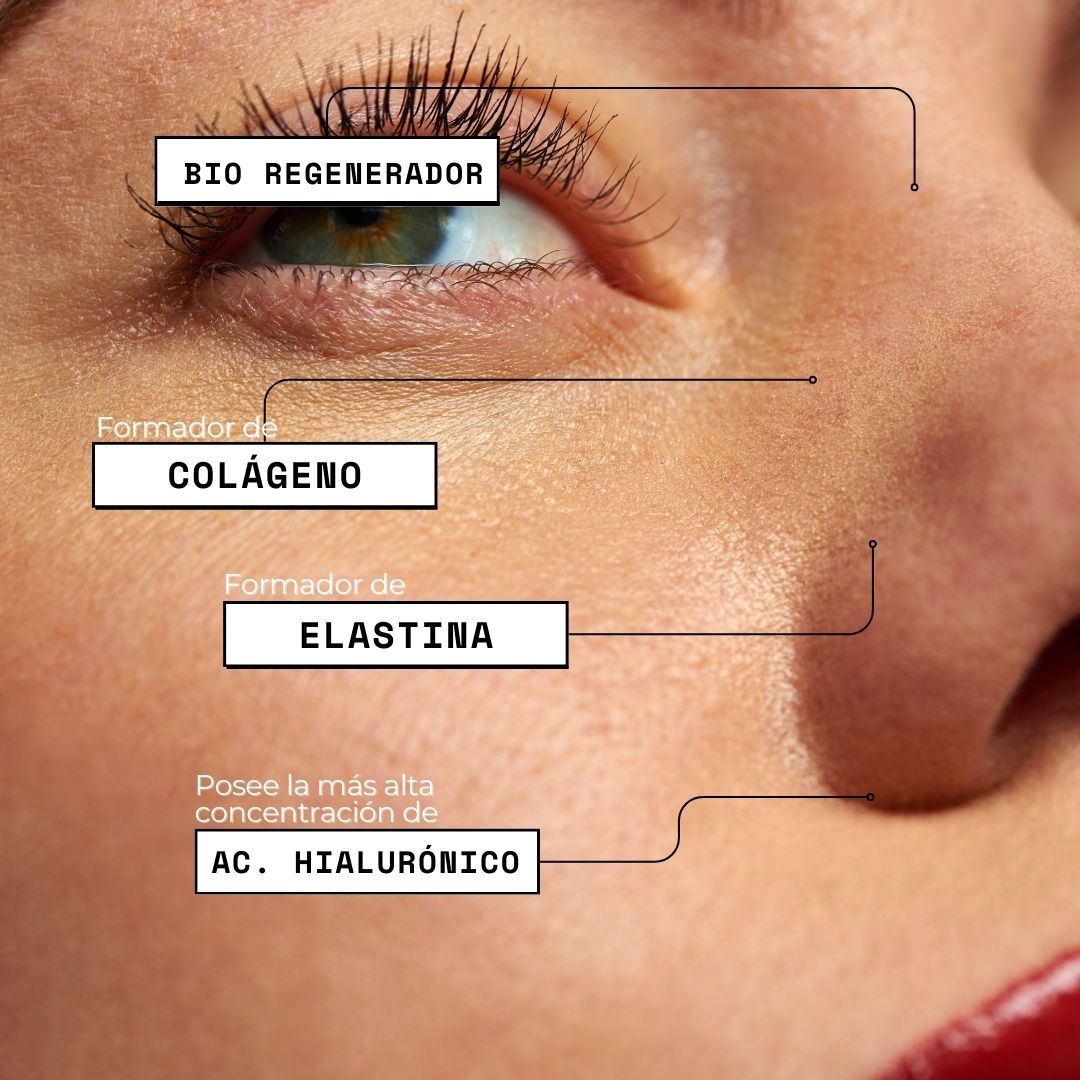 BIO REGENERADOR
Formador de
COLÁGENO
Formador de
ELASTINA
Posee la más alta
concentración de
AC. HIALURÓNICO